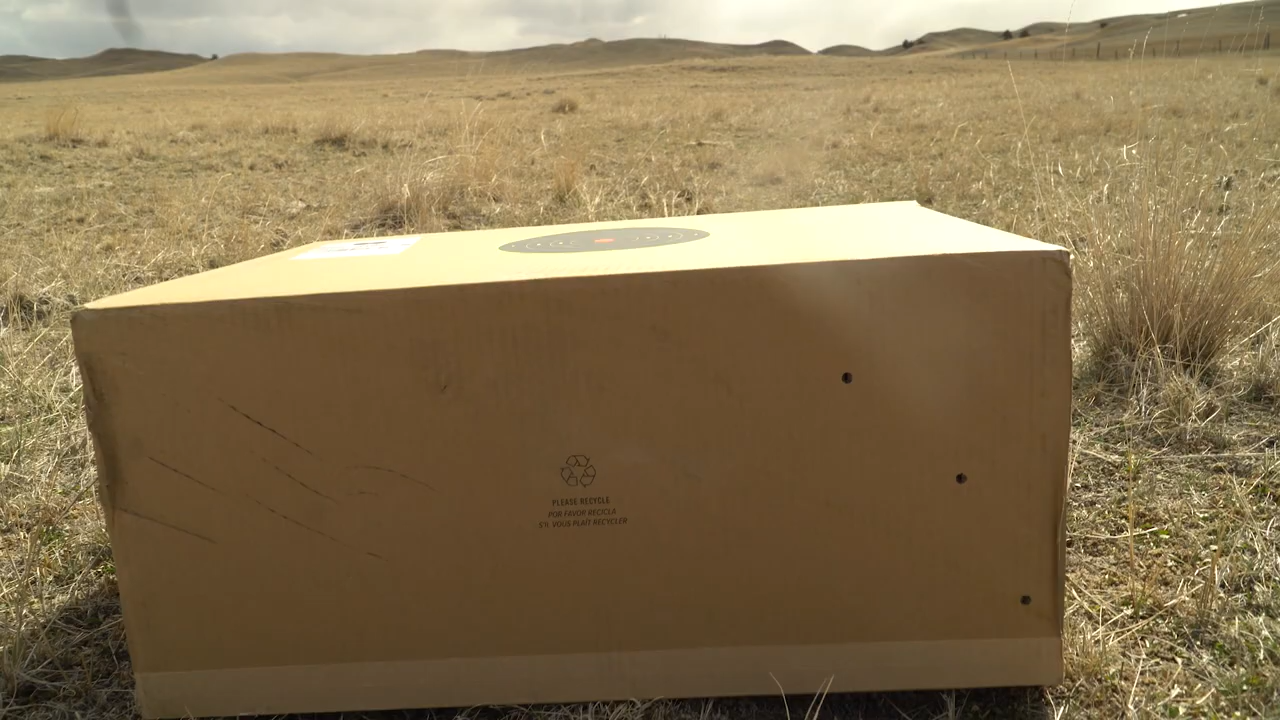 PLEASE RECYCLE
POR FAVOR RECICLA
S'IL VOUS PLAIT RECYCLER